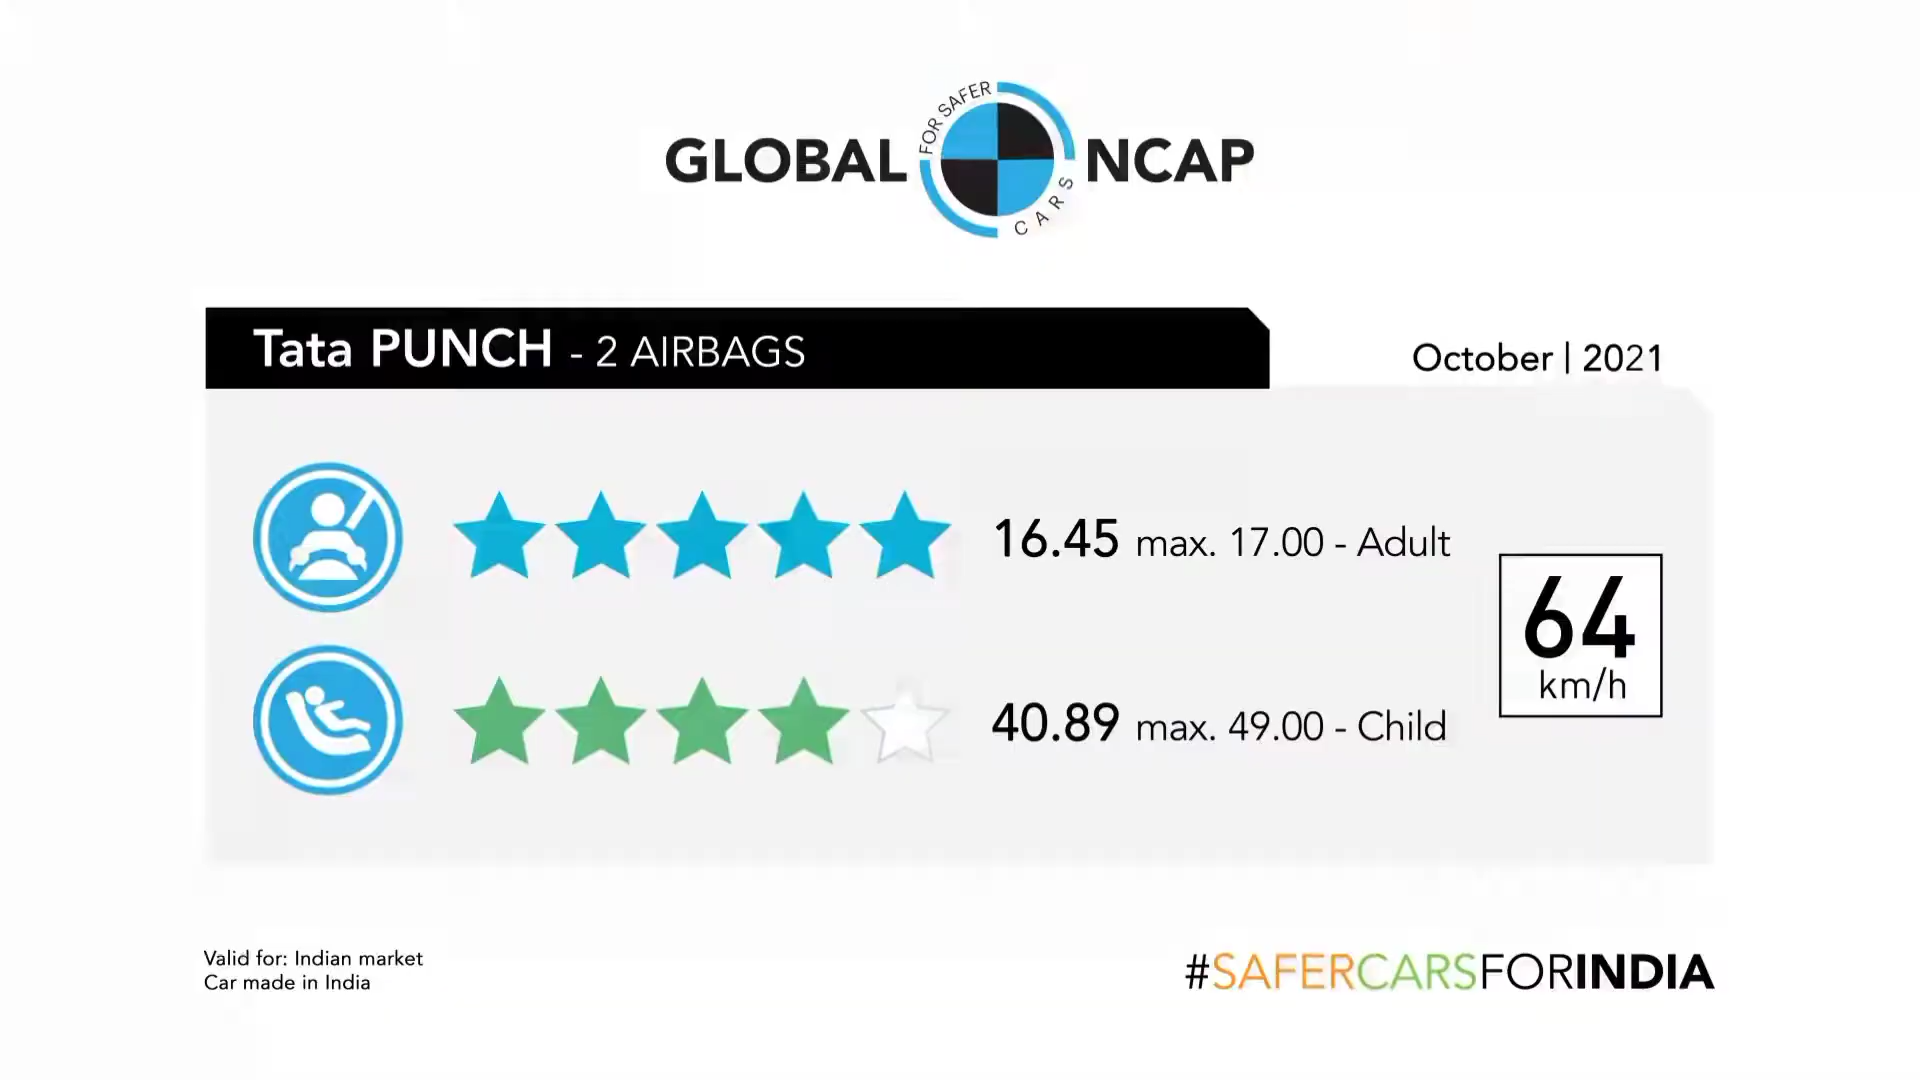 GLOBAL FOR SAFER CARS NCAP
Tata PUNCH - 2 AIRBAGS
October | 2021
16.45 max. 17.00 - Adult
64
km/h
40.89 max. 49.00 - Child
Valid for: Indian market
Car made in India
#SAFERCARSFORINDIA